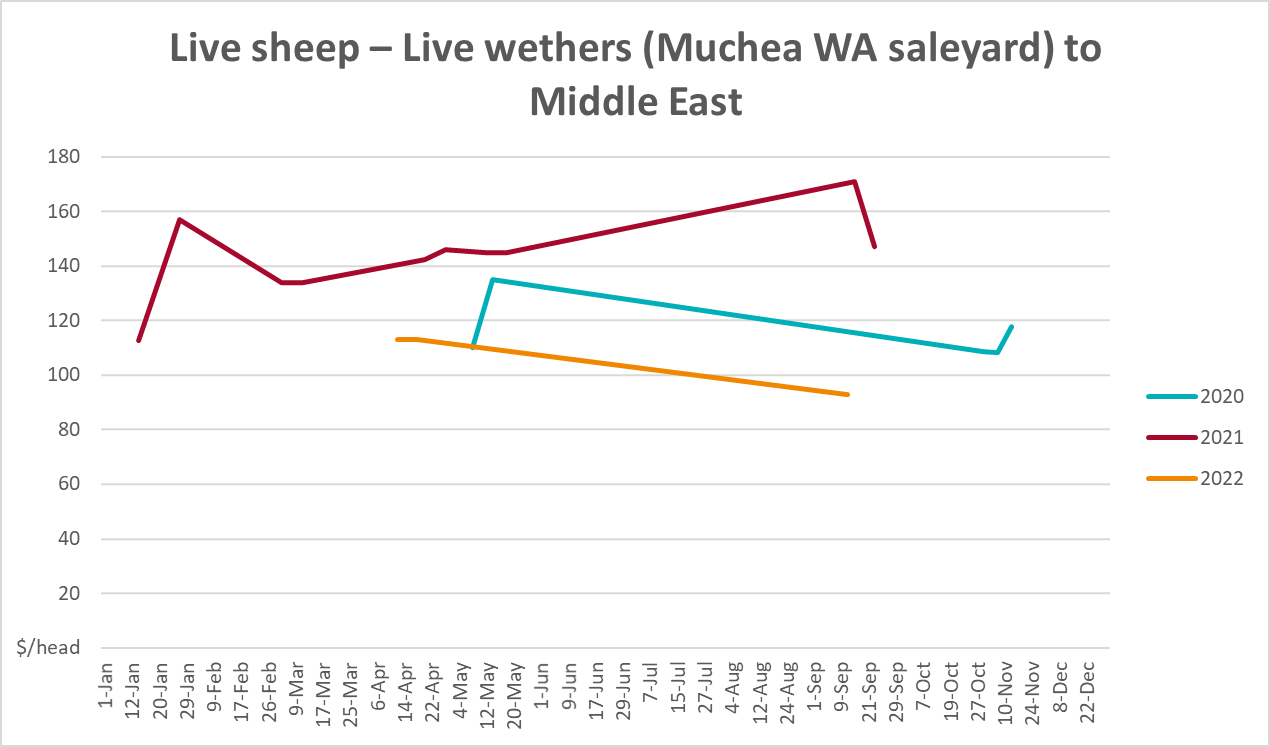 Live sheep – Live wethers (Muchea WA saleyard) to
Middle East
180
160
140
120
100
80
60
40
20
$/head
1-Jan
12-Jan
20-Jan
29-Jan
9-Feb
17-Feb
26-Feb
9-Mar
17-Mar
25-Mar
6-Apr
14-Apr
22-Apr
4-May
12-May
20-May
1-Jun
9-Jun
17-Jun
29-Jun
7-Jul
15-Jul
27-Jul
4-Aug
12-Aug
24-Aug
1-Sep
9-Sep
21-Sep
29-Sep
7-Oct
19-Oct
27-Oct
10-Nov
24-Nov
8-Dec
22-Dec
2020
2021
2022